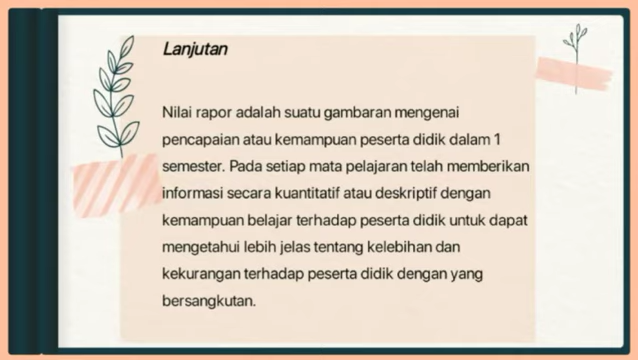 Lanjutan
Nilai rapor adalah suatu gambaran mengenai
pencapaian atau kemampuan peserta didik dalam 1
semester. Pada setiap mata pelajaran telah memberikan
informasi secara kuantitatif atau deskriptif dengan
kemampuan belajar terhadap peserta didik untuk dapat
mengetahui lebih jelas tentang kelebihan dan
kekurangan terhadap peserta didik dengan yang
bersangkutan.